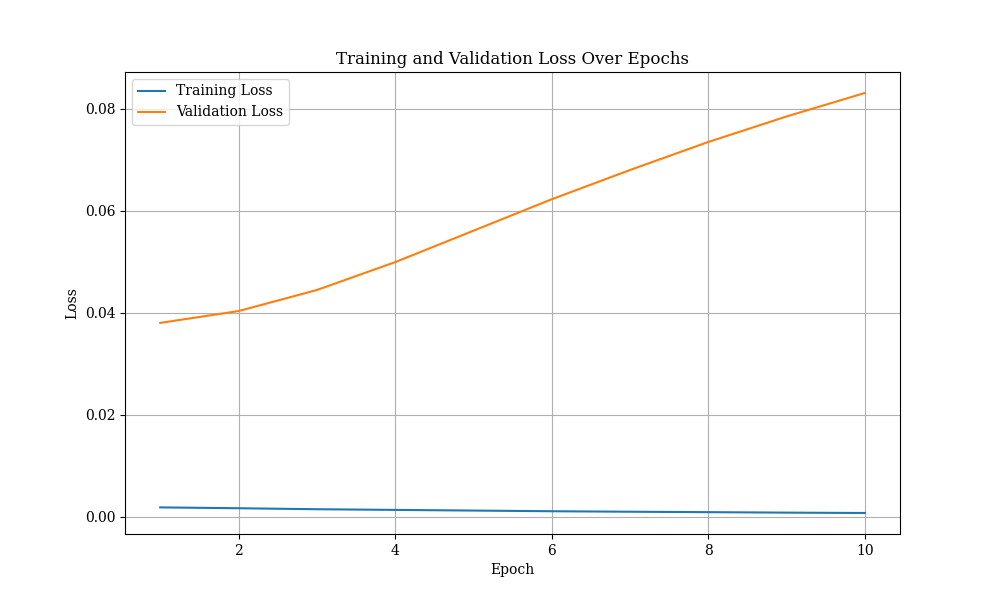 Training and Validation Loss Over Epochs
Training Loss
Validation Loss
0.08
0.06
0.04
0.02
0.00
Loss
2 4 6 8 10
Epoch